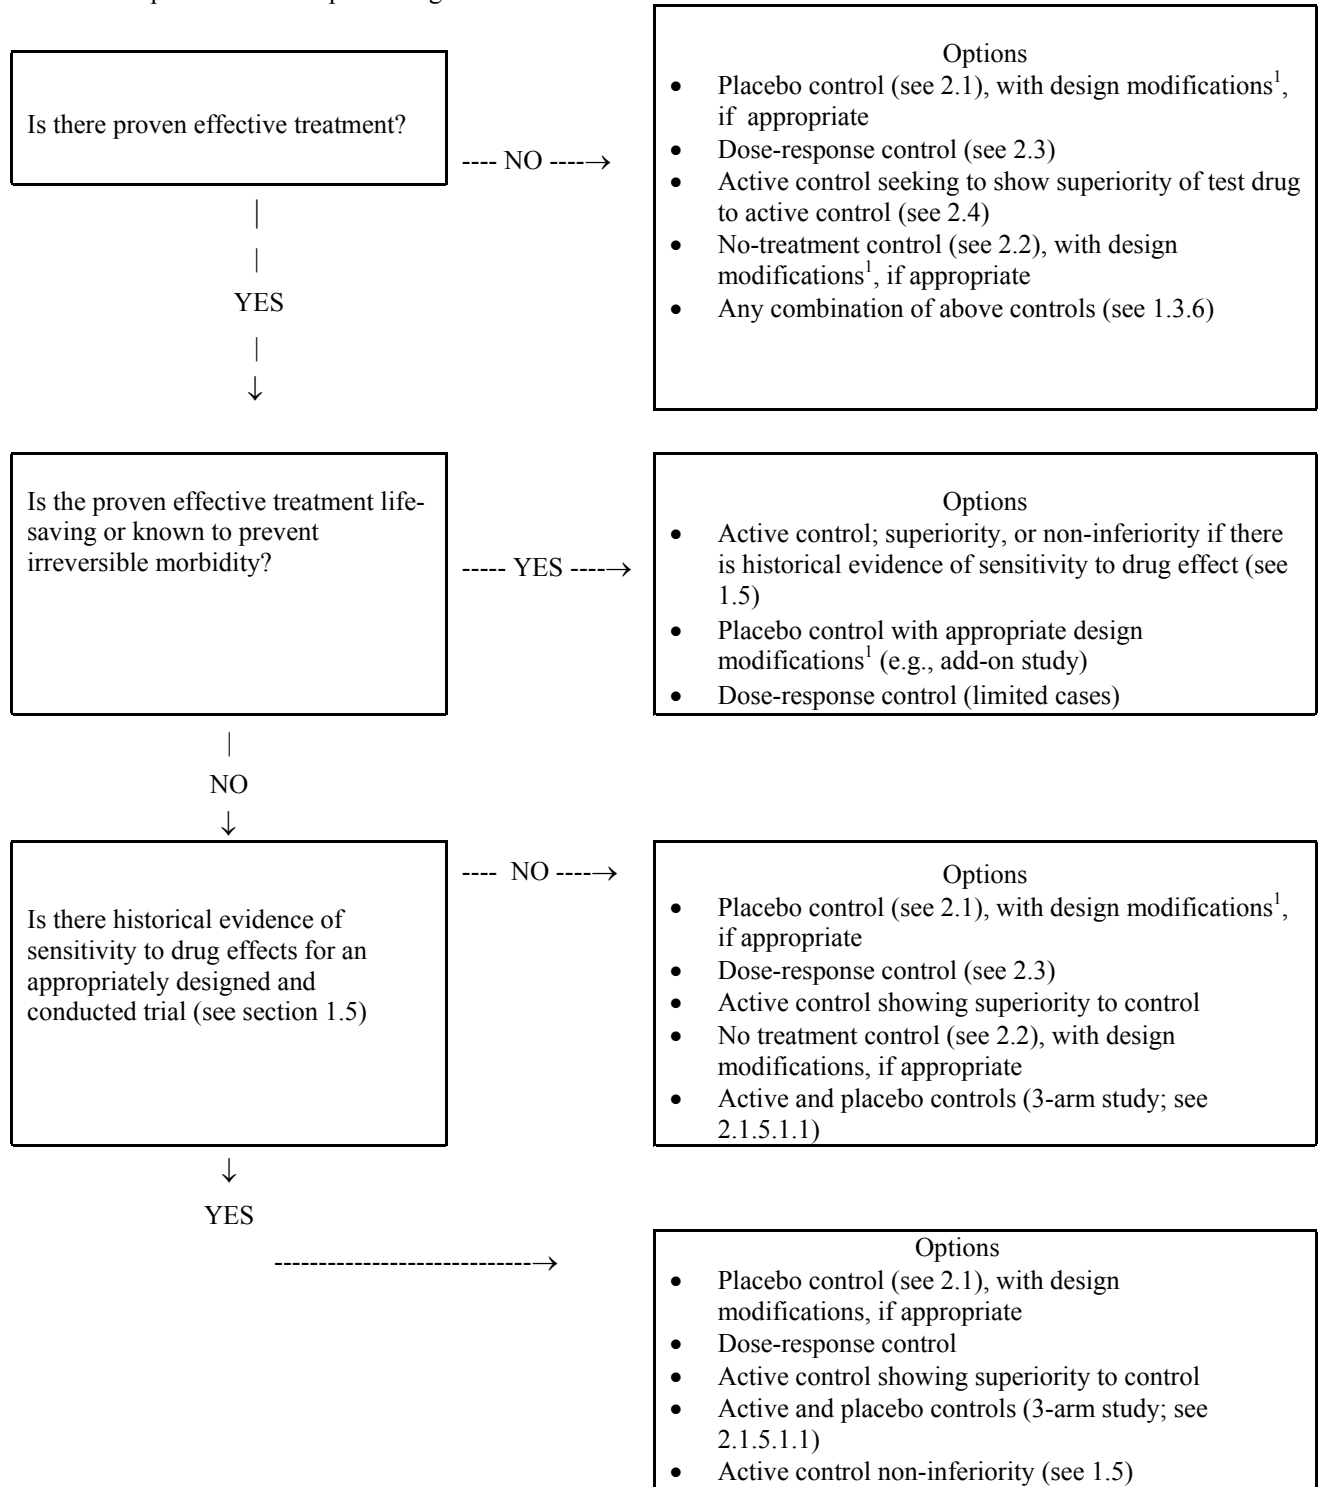 Is there proven effective treatment?
---- NO ----→
Options
• Placebo control (see 2.1), with design modifications1,
if appropriate
• Dose-response control (see 2.3)
• Active control seeking to show superiority of test drug
to active control (see 2.4)
• No-treatment control (see 2.2), with design
modifications1, if appropriate
• Any combination of above controls (see 1.3.6)
|
|
YES
|
↓
Is the proven effective treatment life-
saving or known to prevent
irreversible morbidity?
----- YES ----→
Options
• Active control; superiority, or non-inferiority if there
is historical evidence of sensitivity to drug effect (see
1.5)
• Placebo control with appropriate design
modifications1 (e.g., add-on study)
• Dose-response control (limited cases)
|
NO
↓
Is there historical evidence of
sensitivity to drug effects for an
appropriately designed and
conducted trial (see section 1.5)
---- NO ----→
Options
• Placebo control (see 2.1), with design modifications1,
if appropriate
• Dose-response control (see 2.3)
• Active control showing superiority to control
• No treatment control (see 2.2), with design
modifications, if appropriate
• Active and placebo controls (3-arm study; see
2.1.5.1.1)
↓
YES
-----------------------------→
Options
• Placebo control (see 2.1), with design
modifications, if appropriate
• Dose-response control
• Active control showing superiority to control
• Active and placebo controls (3-arm study; see
2.1.5.1.1)
• Active control non-inferiority (see 1.5)